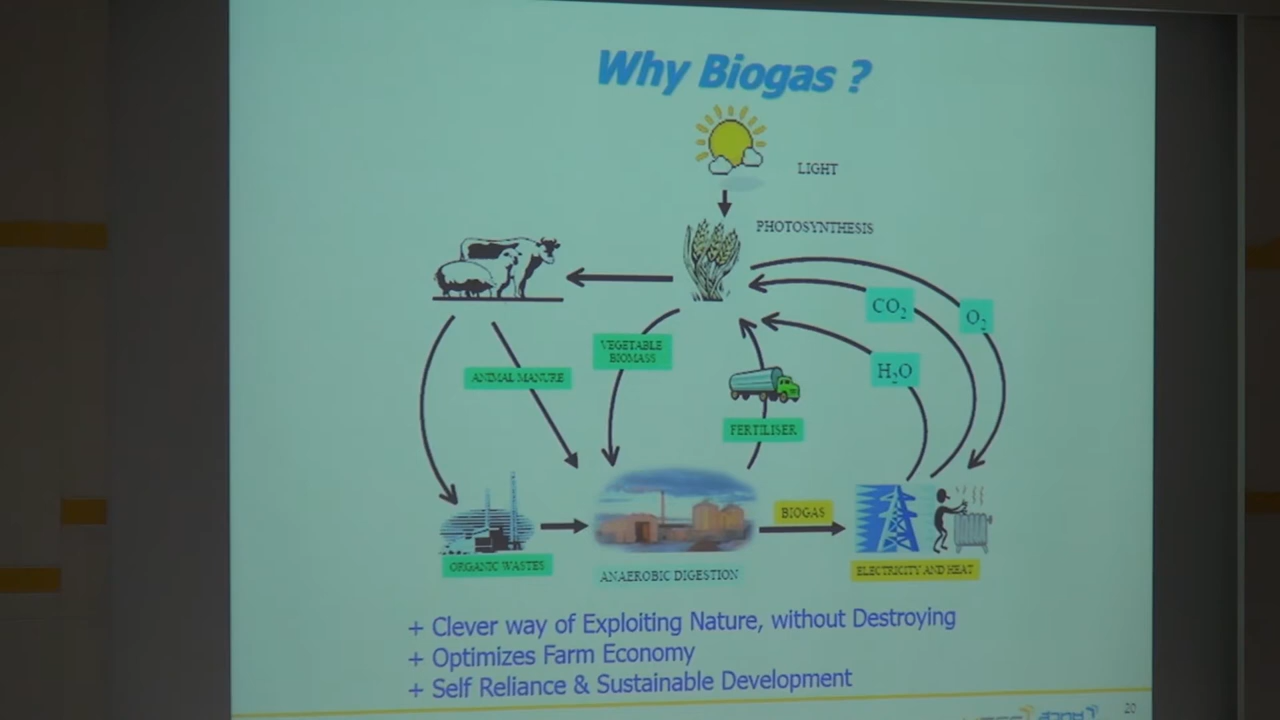 Why Biogas ?
LIGHT
PHOTOSYNTHESIS
CO₂
O₂
VEGETABLE
BIOMASS
H₂O
ANIMAL MANURE
FERTILISER
BIOGAS
ORGANIC WASTES
ANAEROBIC DIGESTION
ELECTRICITY AND HEAT
+ Clever way of Exploiting Nature, without Destroying
+ Optimizes Farm Economy
+ Self Reliance & Sustainable Development
20